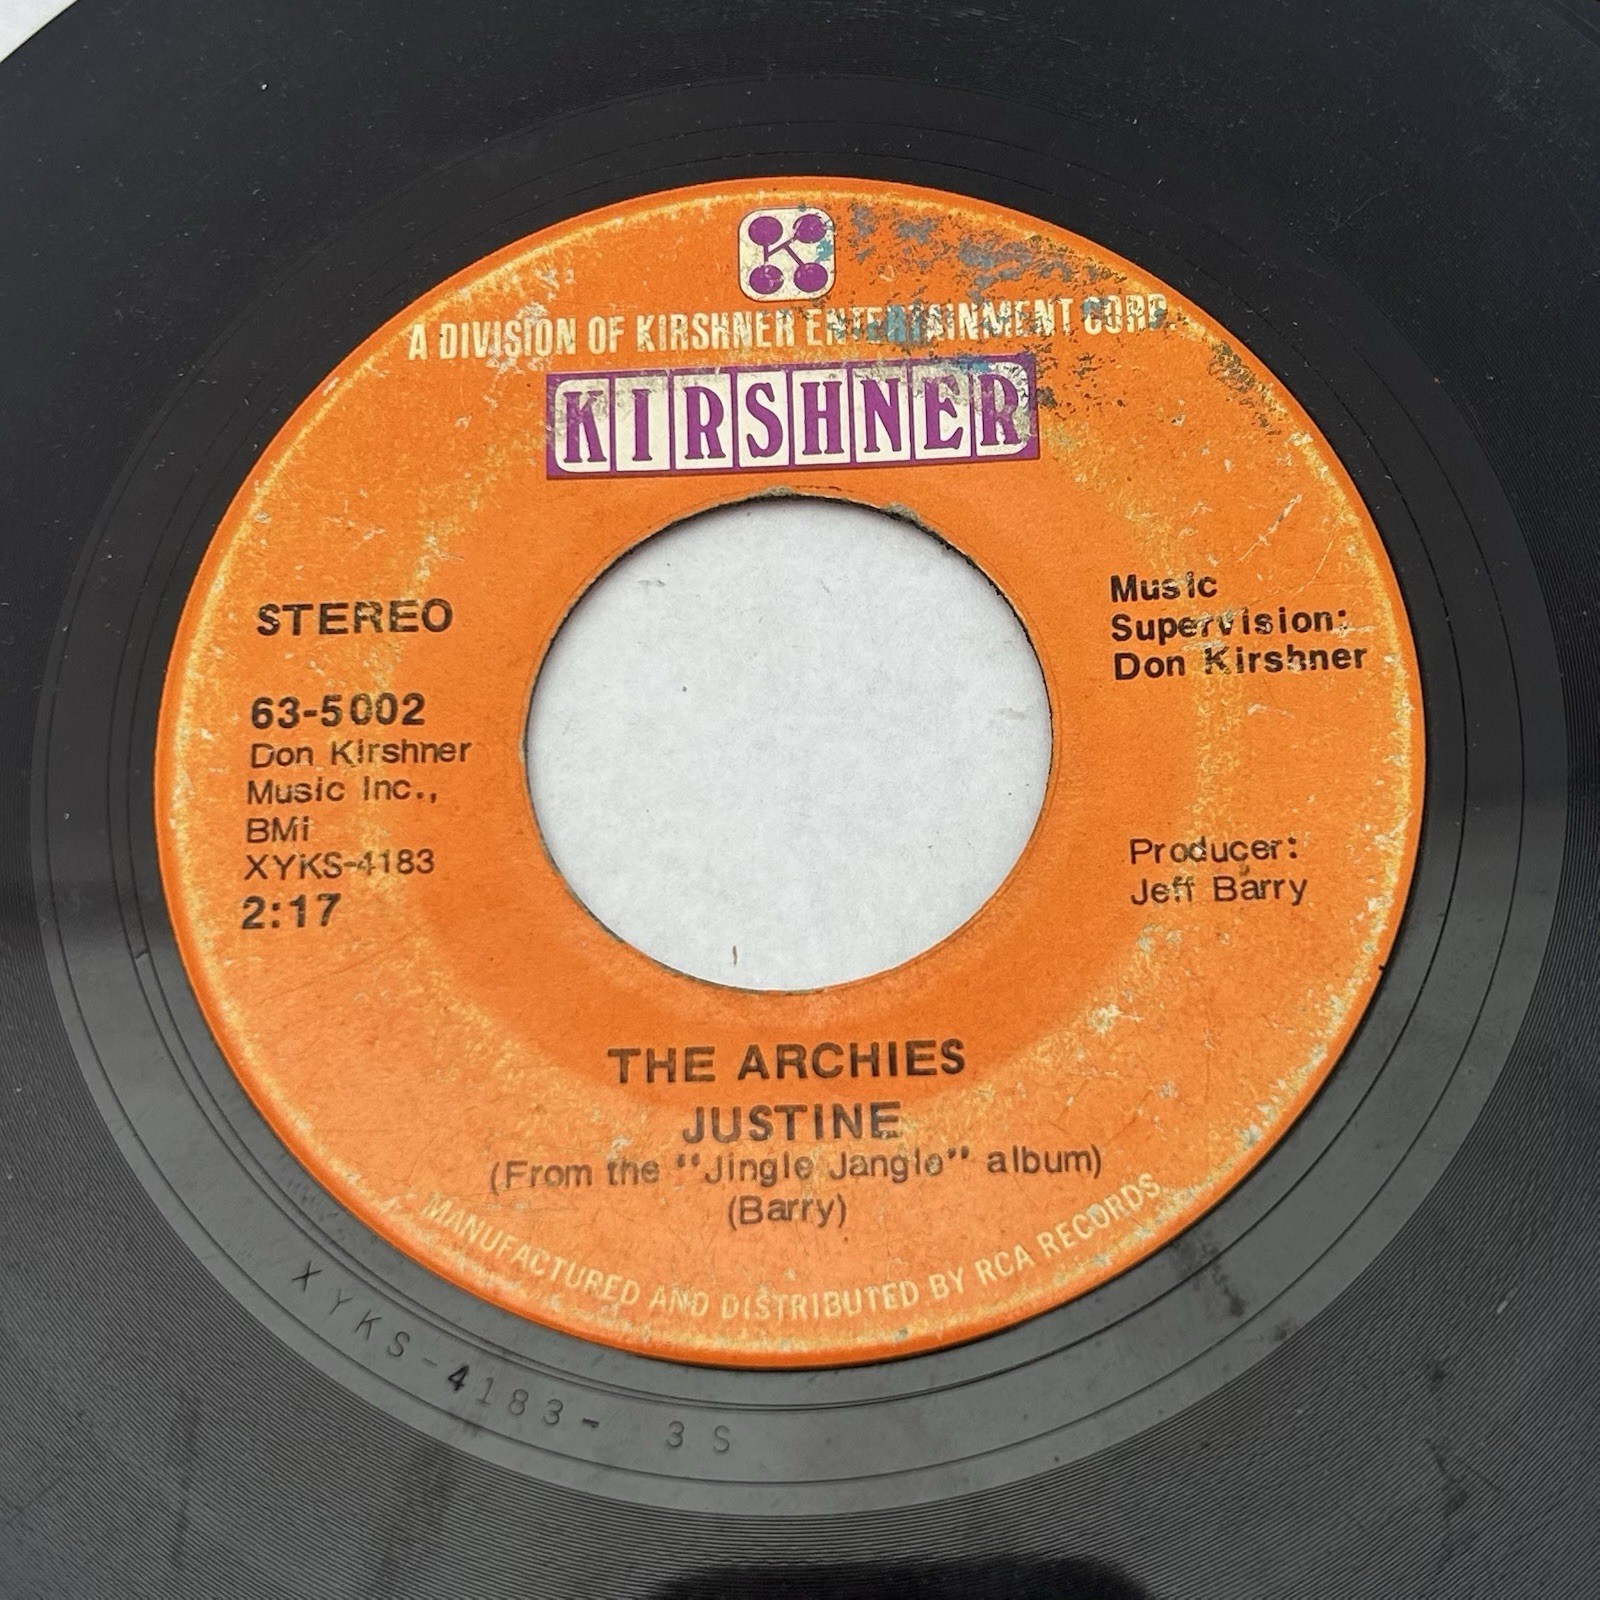 K
A DIVISION OF KIRSHNER ENTERTAINMENT CORP.
KIRSHNER
STEREO
63-5002
Don Kirshner
Music Inc.,
BMi
XYKS-4183
2:17
Music
Supervision:
Don Kirshner
Producer:
Jeff Barry
THE ARCHIES
JUSTINE
(From the "Jingle Jangle" album)
(Barry)
MANUFACTURED AND DISTRIBUTED BY RCA RECORDS
XYKS-4183- 3S